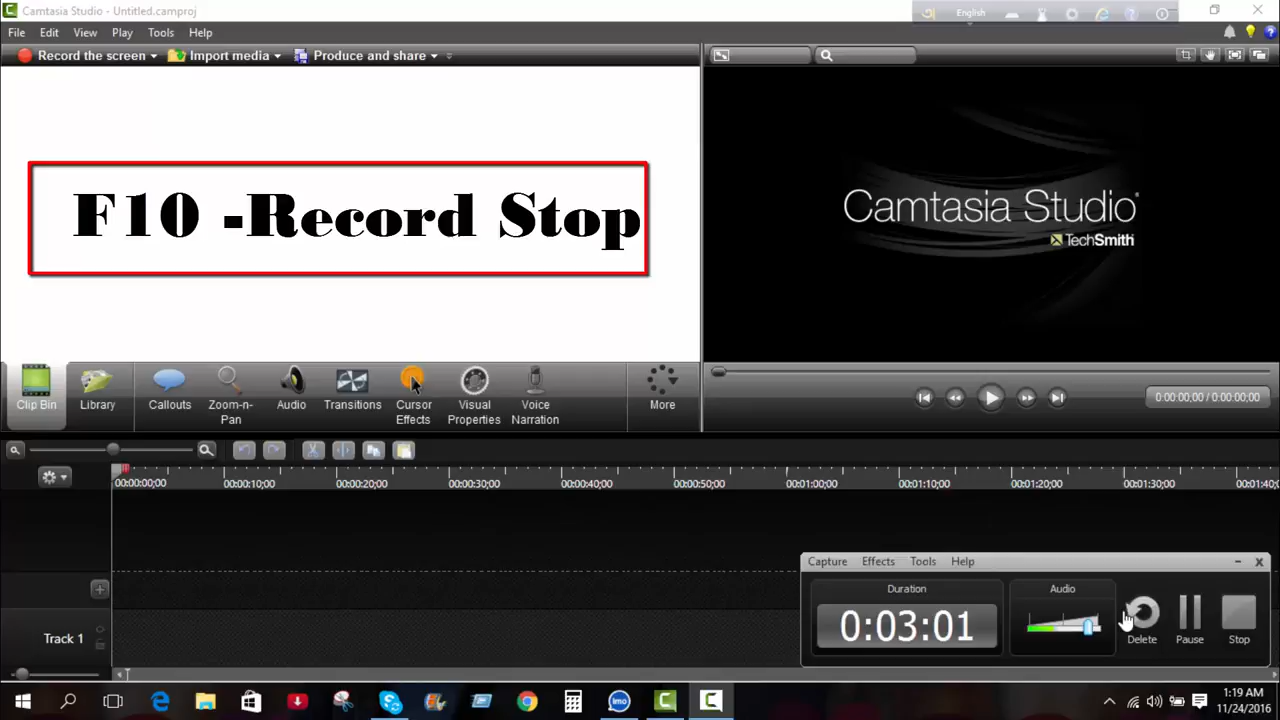 Camtasia Studio - Untitled.camproj
English
File Edit View Play Tools Help
Record the screen Import media Produce and share
F10 -Record Stop
Camtasia Studio
TechSmith
Clip Bin
Library
Callouts
Zoom-n-
Pan
Audio
Transitions
Cursor
Effects
Visual
Properties
Voice
Narration
More
0:00:00;00 / 0:00:00;00
00:00:00;00 00:00:10;00 00:00:20;00 00:00:30;00 00:00:40;00 00:00:50;00 00:01:00;00 00:01:10;00 00:01:20;00 00:01:30;00 00:01:40;
Capture Effects Tools Help
Duration
Audio
0:03:01
Delete Pause Stop
Track 1
imo
1:19 AM
11/24/2016